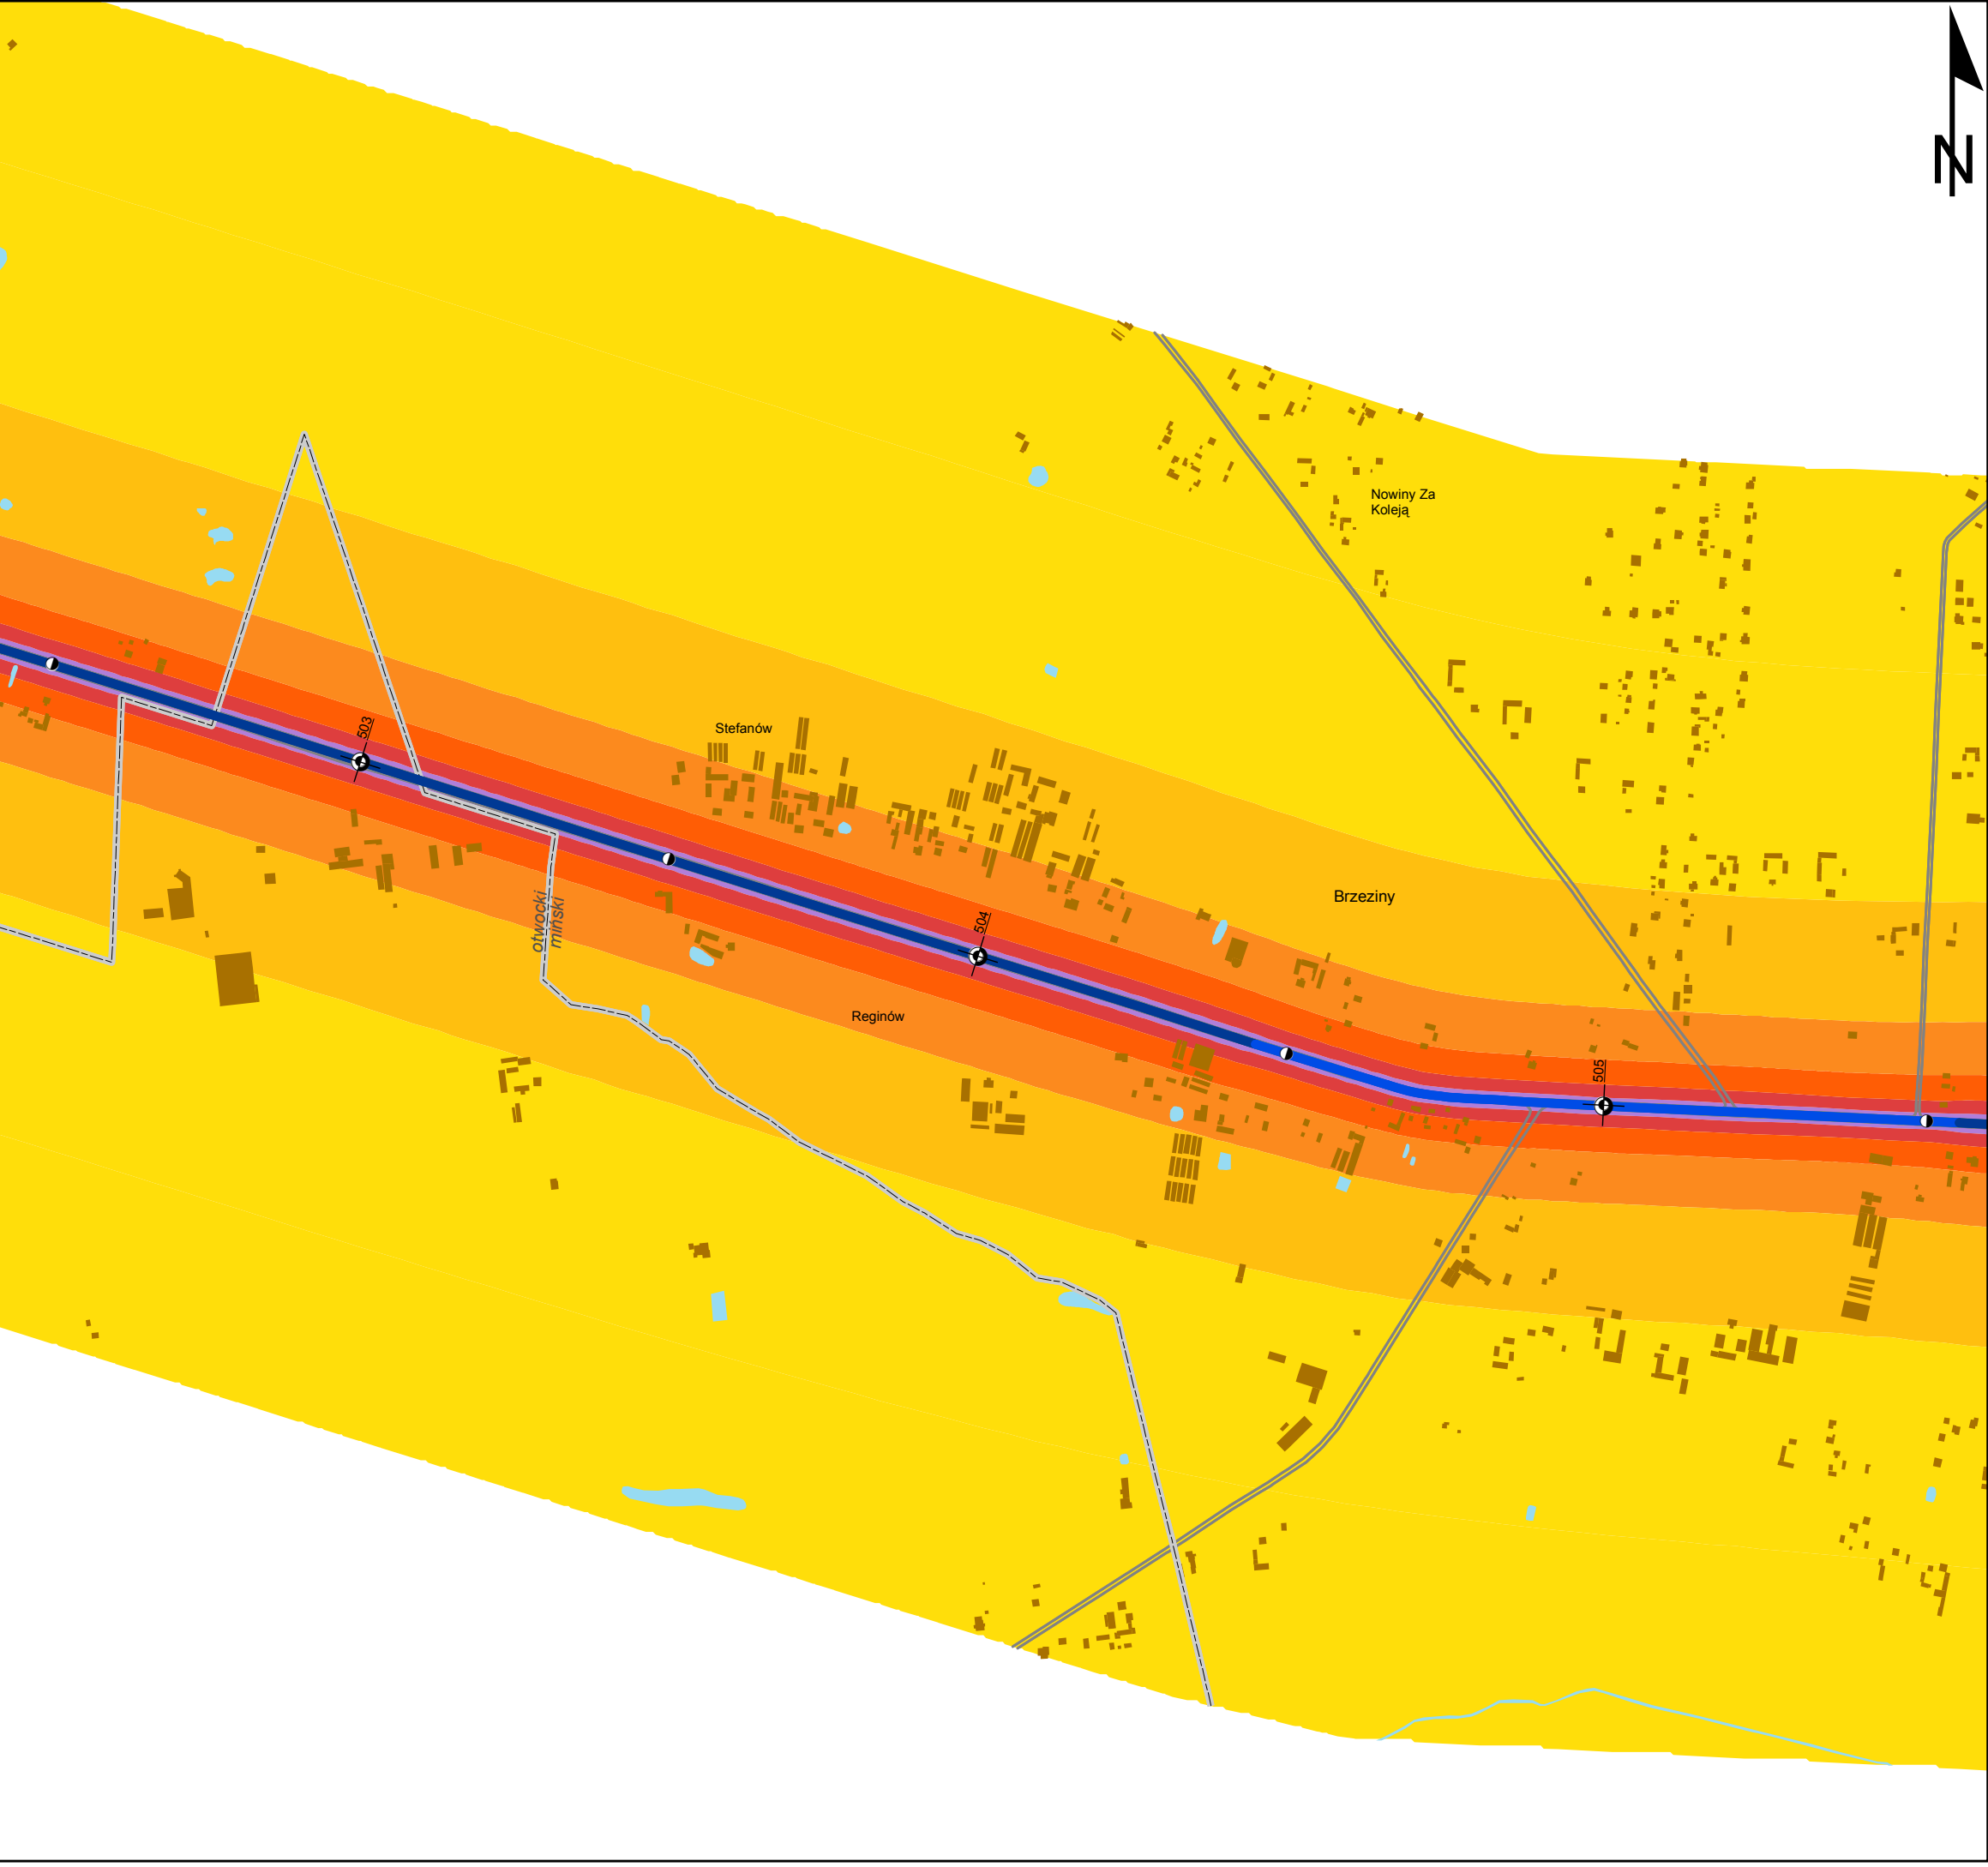 N
Nowiny Za
Koleją
503
Stefanów
Brzeziny
otwocki
miński
504
Reginów
505